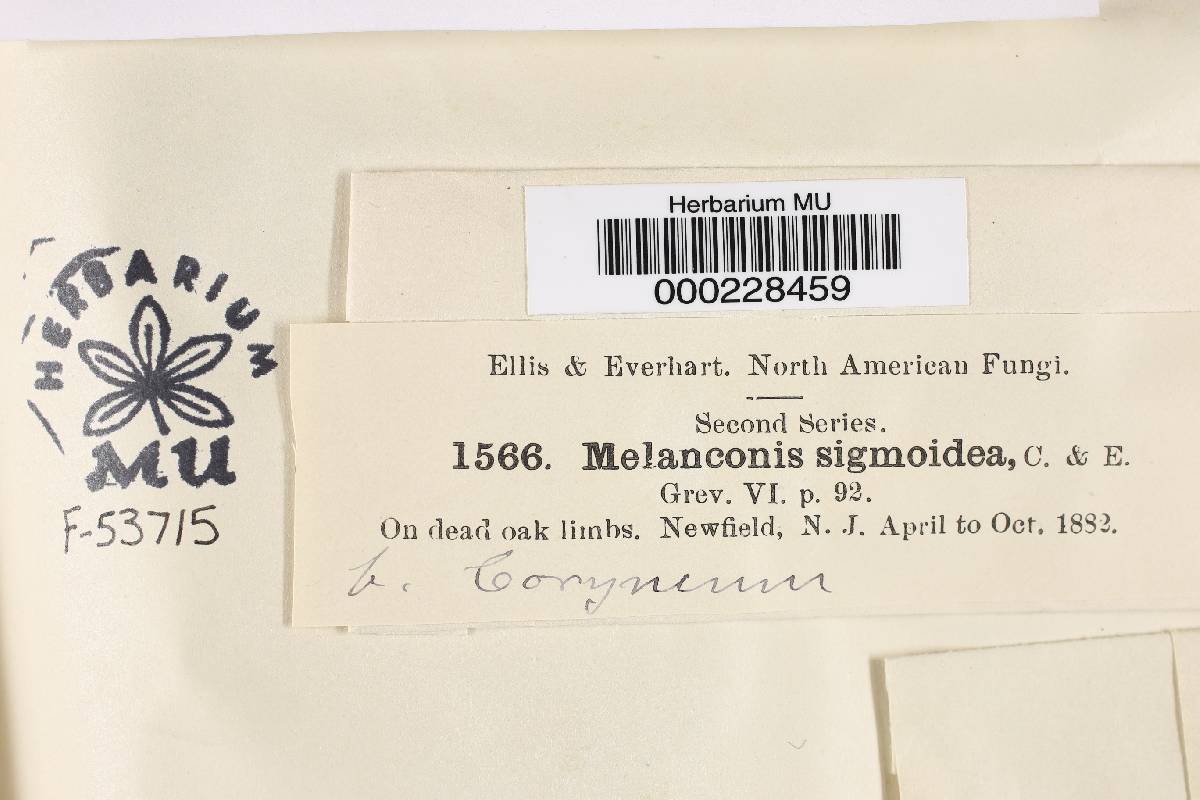 Herbarium MU
000228459
HERBARIUM
MU
F-53715
Ellis & Everhart. North American Fungi.
Second Series.
1566. Melanconis sigmoidea, C. & E.
Grev. VI. p. 92.
On dead oak limbs. Newfield, N. J. April to Oct. 1882.
b. Coryneum